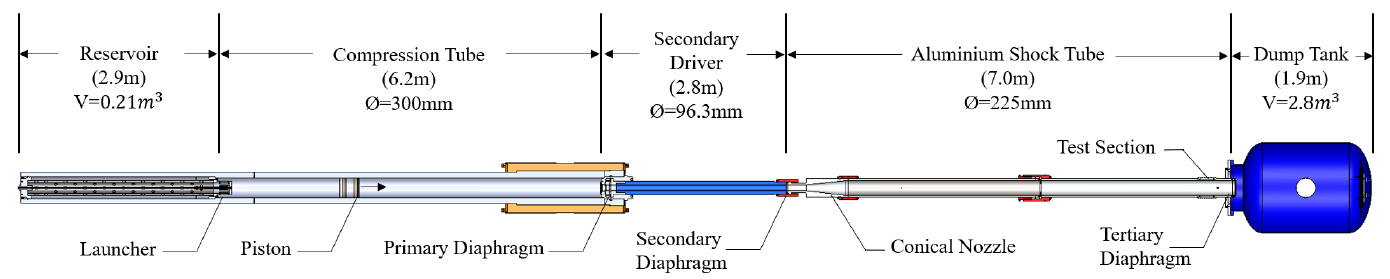 Reservoir
(2.9m)
V=0.21m³
Compression Tube
(6.2m)
Ø=300mm
Secondary
Driver
(2.8m)
Ø=96.3mm
Aluminium Shock Tube
(7.0m)
Ø=225mm
Dump Tank
(1.9m)
V=2.8m³
Test Section
Launcher
Piston
Primary Diaphragm
Secondary
Diaphragm
Conical Nozzle
Tertiary
Diaphragm